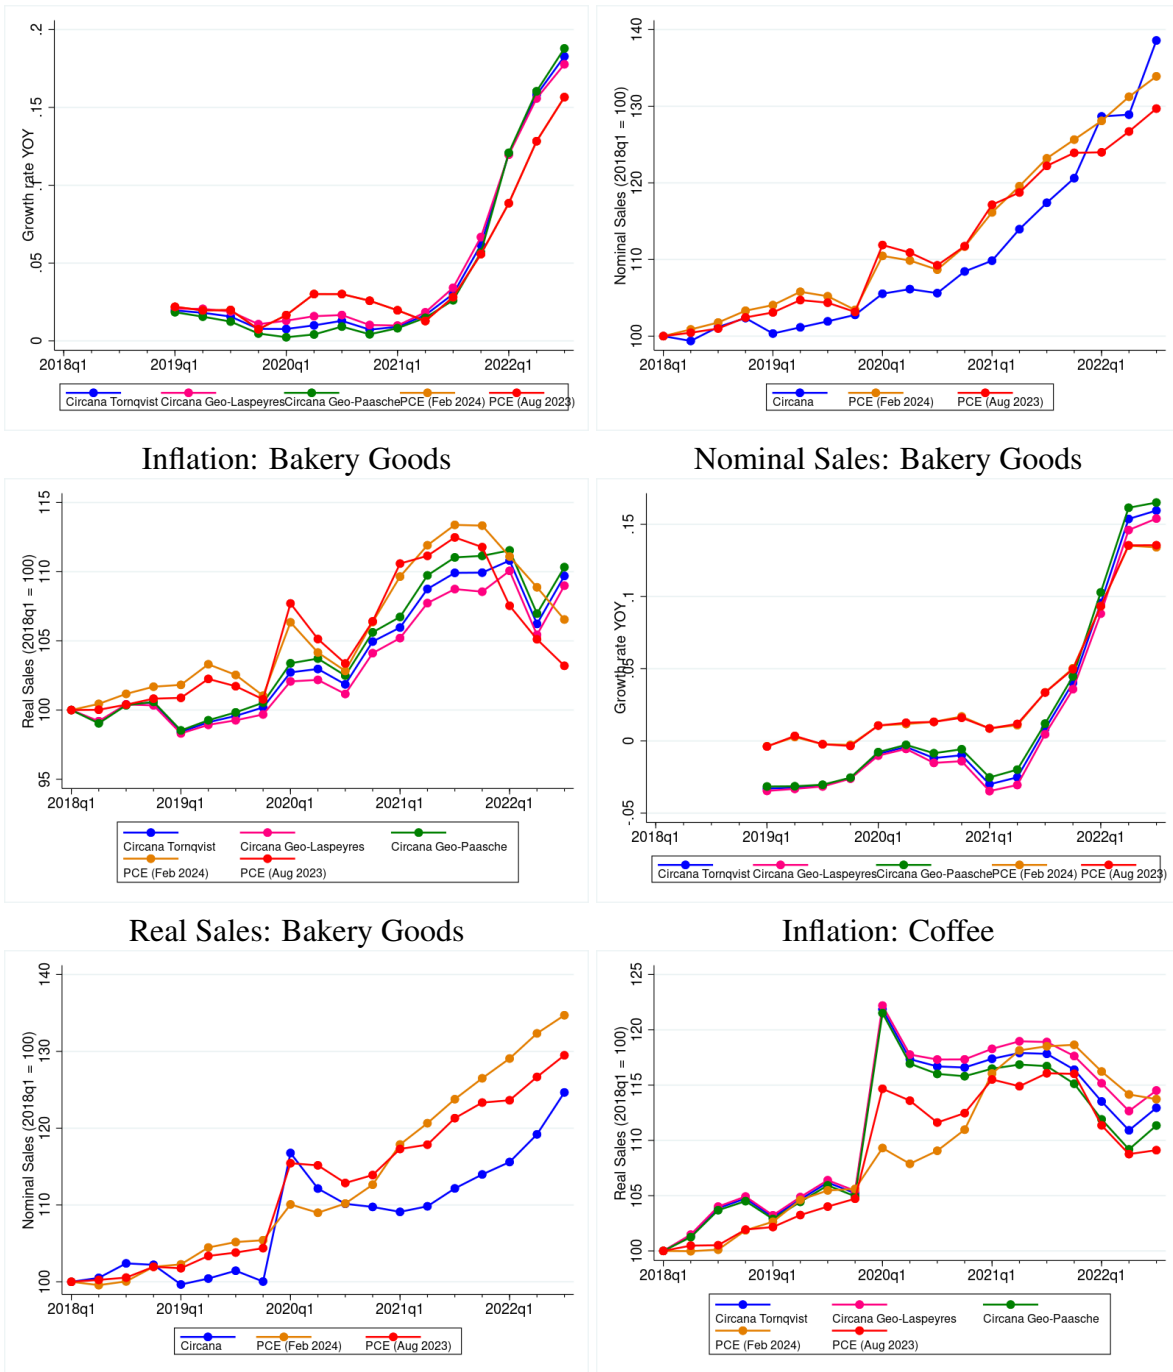 Growth rate YOY
.2
.15
.1
.05
0
2018q1 2019q1 2020q1 2021q1 2022q1
Circana Tornqvist Circana Geo-Laspeyres Circana Geo-Paasche PCE (Feb 2024) PCE (Aug 2023)
Inflation: Bakery Goods
Nominal Sales (2018q1 = 100)
140
130
120
110
100
2018q1 2019q1 2020q1 2021q1 2022q1
Circana PCE (Feb 2024) PCE (Aug 2023)
Nominal Sales: Bakery Goods
Real Sales (2018q1 = 100)
115
110
105
100
95
2018q1 2019q1 2020q1 2021q1 2022q1
Circana Tornqvist Circana Geo-Laspeyres Circana Geo-Paasche
PCE (Feb 2024) PCE (Aug 2023)
Real Sales: Bakery Goods
Growth rate YOY
.15
.1
.05
0
-.05
2018q1 2019q1 2020q1 2021q1 2022q1
Circana Tornqvist Circana Geo-Laspeyres Circana Geo-Paasche PCE (Feb 2024) PCE (Aug 2023)
Inflation: Coffee
Nominal Sales (2018q1 = 100)
140
130
120
110
100
2018q1 2019q1 2020q1 2021q1 2022q1
Circana PCE (Feb 2024) PCE (Aug 2023)
Real Sales (2018q1 = 100)
125
120
115
110
105
100
2018q1 2019q1 2020q1 2021q1 2022q1
Circana Tornqvist Circana Geo-Laspeyres Circana Geo-Paasche
PCE (Feb 2024) PCE (Aug 2023)